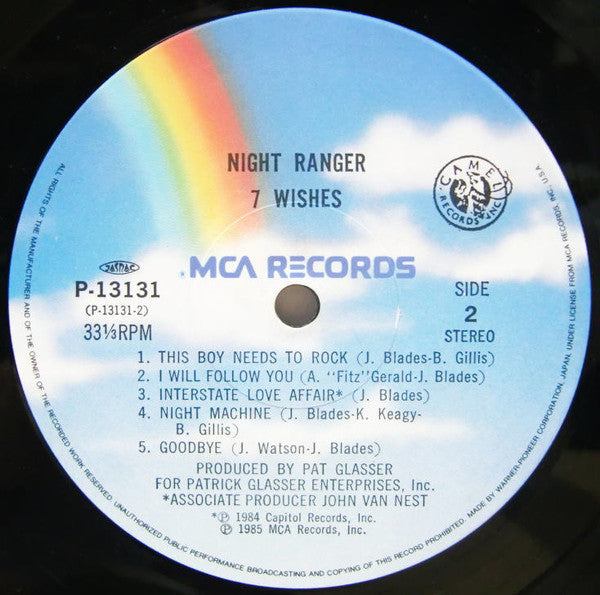 NIGHT RANGER
7 WISHES
CAMEL
RECORDS INC.
MCA RECORDS
JASRAC
P-13131
(P-13131-2)
33⅓RPM
SIDE
2
STEREO
1. THIS BOY NEEDS TO ROCK (J. Blades-B. Gillis)
2. I WILL FOLLOW YOU (A. "Fitz"Gerald-J. Blades)
3. INTERSTATE LOVE AFFAIR* (J. Blades)
4. NIGHT MACHINE (J. Blades-K. Keagy-
B. Gillis)
5. GOODBYE (J. Watson-J. Blades)
PRODUCED BY PAT GLASSER
FOR PATRICK GLASSER ENTERPRISES, Inc.
*ASSOCIATE PRODUCER JOHN VAN NEST
*℗ 1984 Capitol Records, Inc.
℗ 1985 MCA Records, Inc.
ALL RIGHTS OF THE MANUFACTURER AND OF THE OWNER OF THE RECORDED WORK RESERVED. UNAUTHORIZED PUBLIC PERFORMANCE BROADCASTING AND COPYING OF THIS RECORD PROHIBITED. MADE BY WARNER-PIONEER CORPORATION, JAPAN, UNDER LICENSE FROM MCA RECORDS, INC., U.S.A.